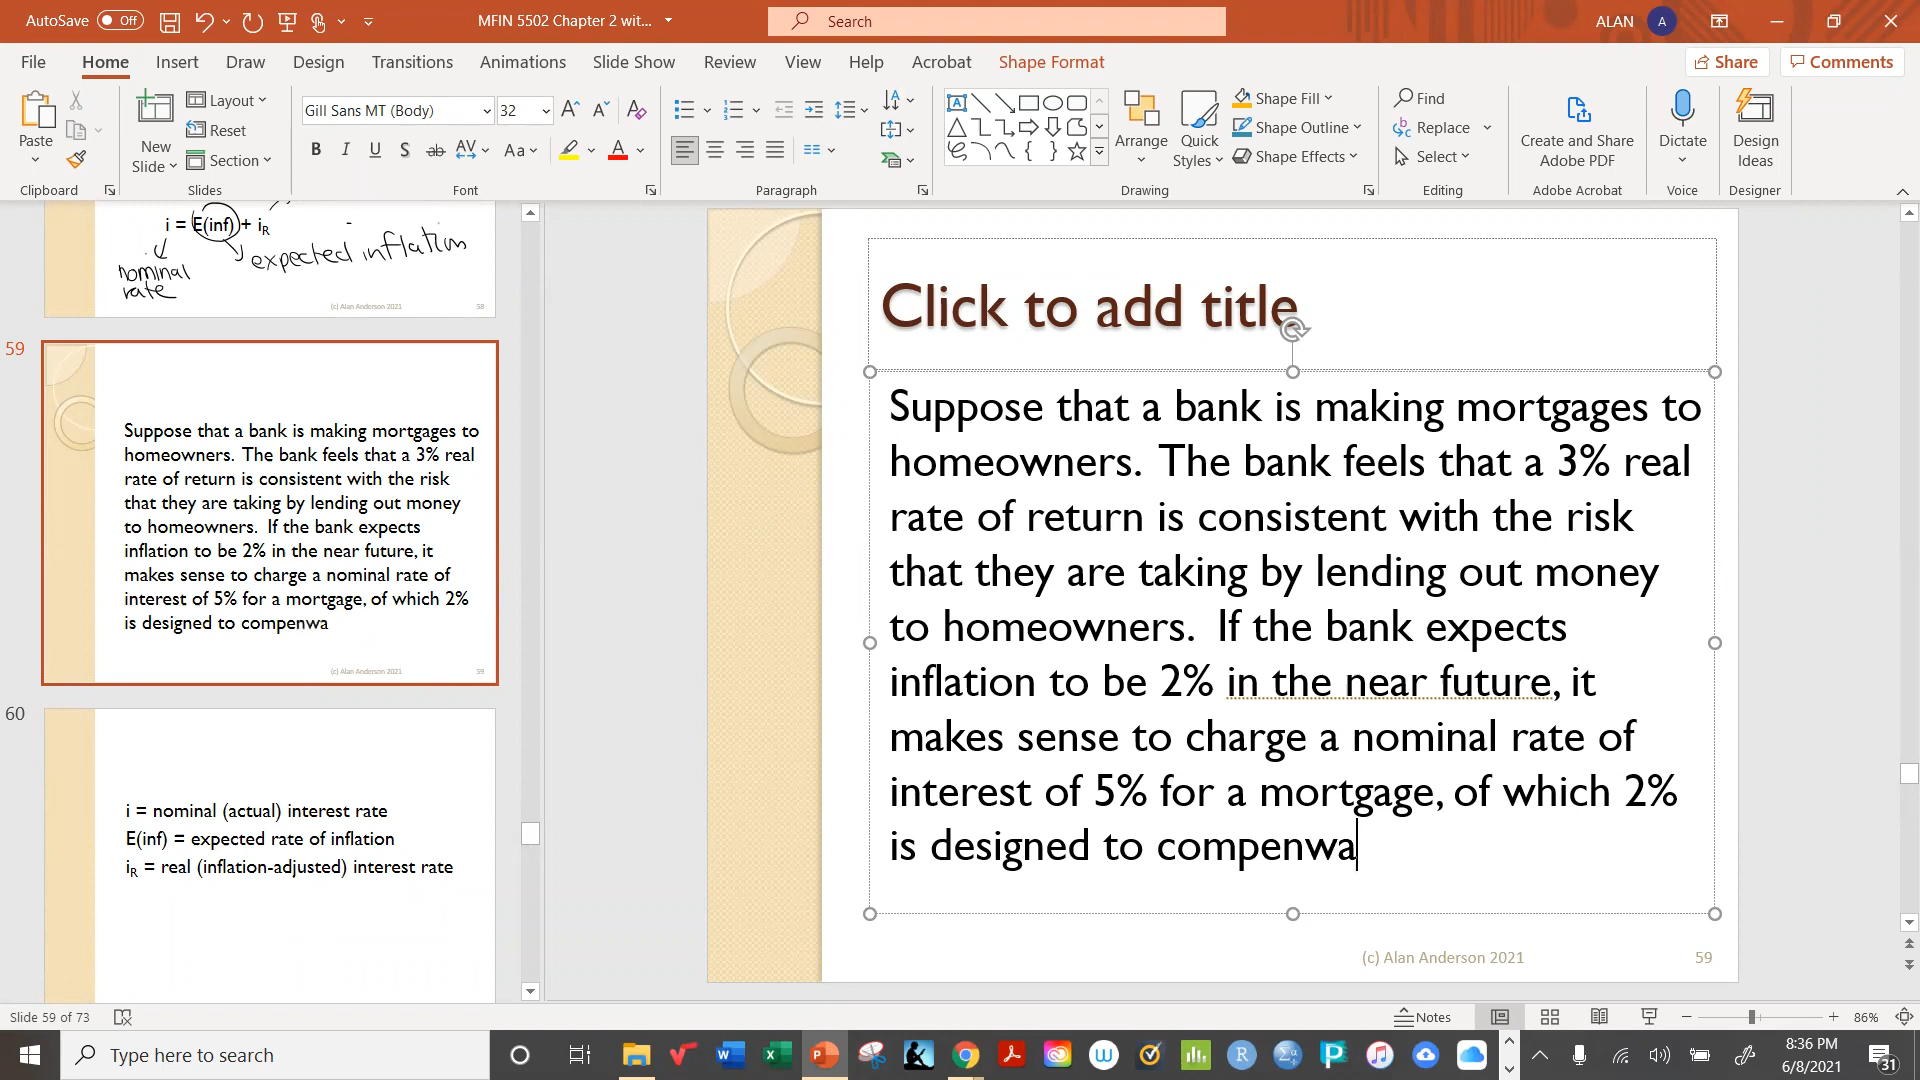 AutoSave Off
MFIN 5502 Chapter 2 wit...
Search
ALAN A
File Home Insert Draw Design Transitions Animations Slide Show Review View Help Acrobat Shape Format
Share Comments
Paste
Clipboard
New Slide
Layout
Reset
Section
Slides
Gill Sans MT (Body) 32
B I U S ab AV Aa A
Font
Paragraph
Arrange
Quick Styles
Shape Fill
Shape Outline
Shape Effects
Drawing
Find
Replace
Select
Editing
Create and Share Adobe PDF
Adobe Acrobat
Dictate
Voice
Design Ideas
Designer
i = E(inf) + iR
nominal rate
expected inflation
(c) Alan Anderson 2021 58
59
Suppose that a bank is making mortgages to
homeowners. The bank feels that a 3% real
rate of return is consistent with the risk
that they are taking by lending out money
to homeowners. If the bank expects
inflation to be 2% in the near future, it
makes sense to charge a nominal rate of
interest of 5% for a mortgage, of which 2%
is designed to compenwa
(c) Alan Anderson 2021 59
60
i = nominal (actual) interest rate
E(inf) = expected rate of inflation
iR = real (inflation-adjusted) interest rate
Click to add title
Suppose that a bank is making mortgages to
homeowners. The bank feels that a 3% real
rate of return is consistent with the risk
that they are taking by lending out money
to homeowners. If the bank expects
inflation to be 2% in the near future, it
makes sense to charge a nominal rate of
interest of 5% for a mortgage, of which 2%
is designed to compenwa
(c) Alan Anderson 2021 59
Slide 59 of 73
Notes
86%
Type here to search
8:36 PM
6/8/2021
31